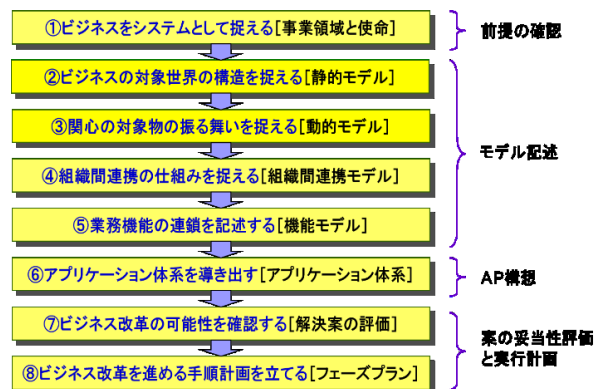 ①ビジネスをシステムとして捉える[事業領域と使命]
前提の確認
②ビジネスの対象世界の構造を捉える[静的モデル]
③関心の対象物の振る舞いを捉える[動的モデル]
モデル記述
④組織間連携の仕組みを捉える[組織間連携モデル]
⑤業務機能の連鎖を記述する[機能モデル]
⑥アプリケーション体系を導き出す[アプリケーション体系]
AP構想
⑦ビジネス改革の可能性を確認する[解決案の評価]
案の妥当性評価
と実行計画
⑧ビジネス改革を進める手順計画を立てる[フェーズプラン]